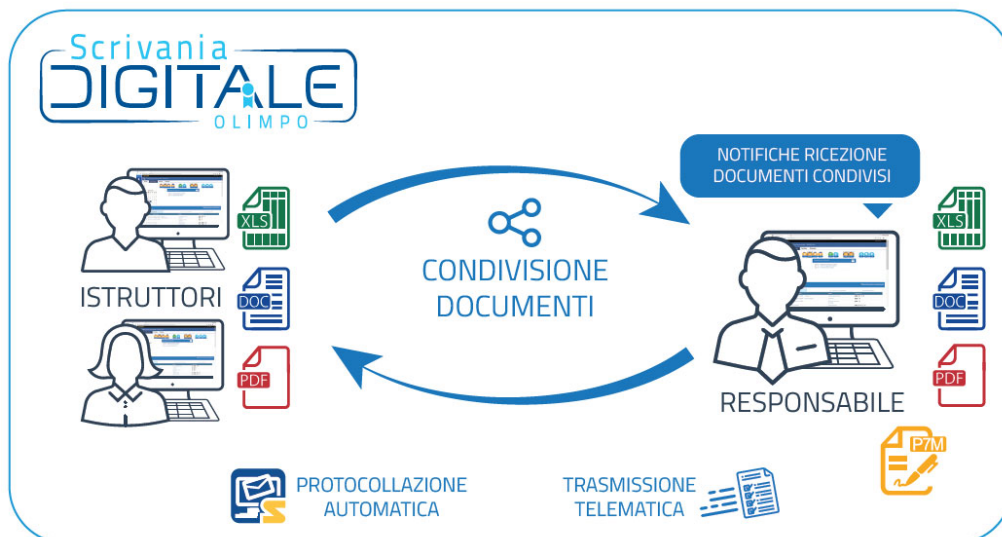 Scrivania
DIGITALE
OLIMPO
NOTIFICHE RICEZIONE
DOCUMENTI CONDIVISI
XLS
DOC
PDF
ISTRUTTORI
CONDIVISIONE
DOCUMENTI
XLS
DOC
PDF
RESPONSABILE
P7M
PROTOCOLLAZIONE
AUTOMATICA
TRASMISSIONE
TELEMATICA